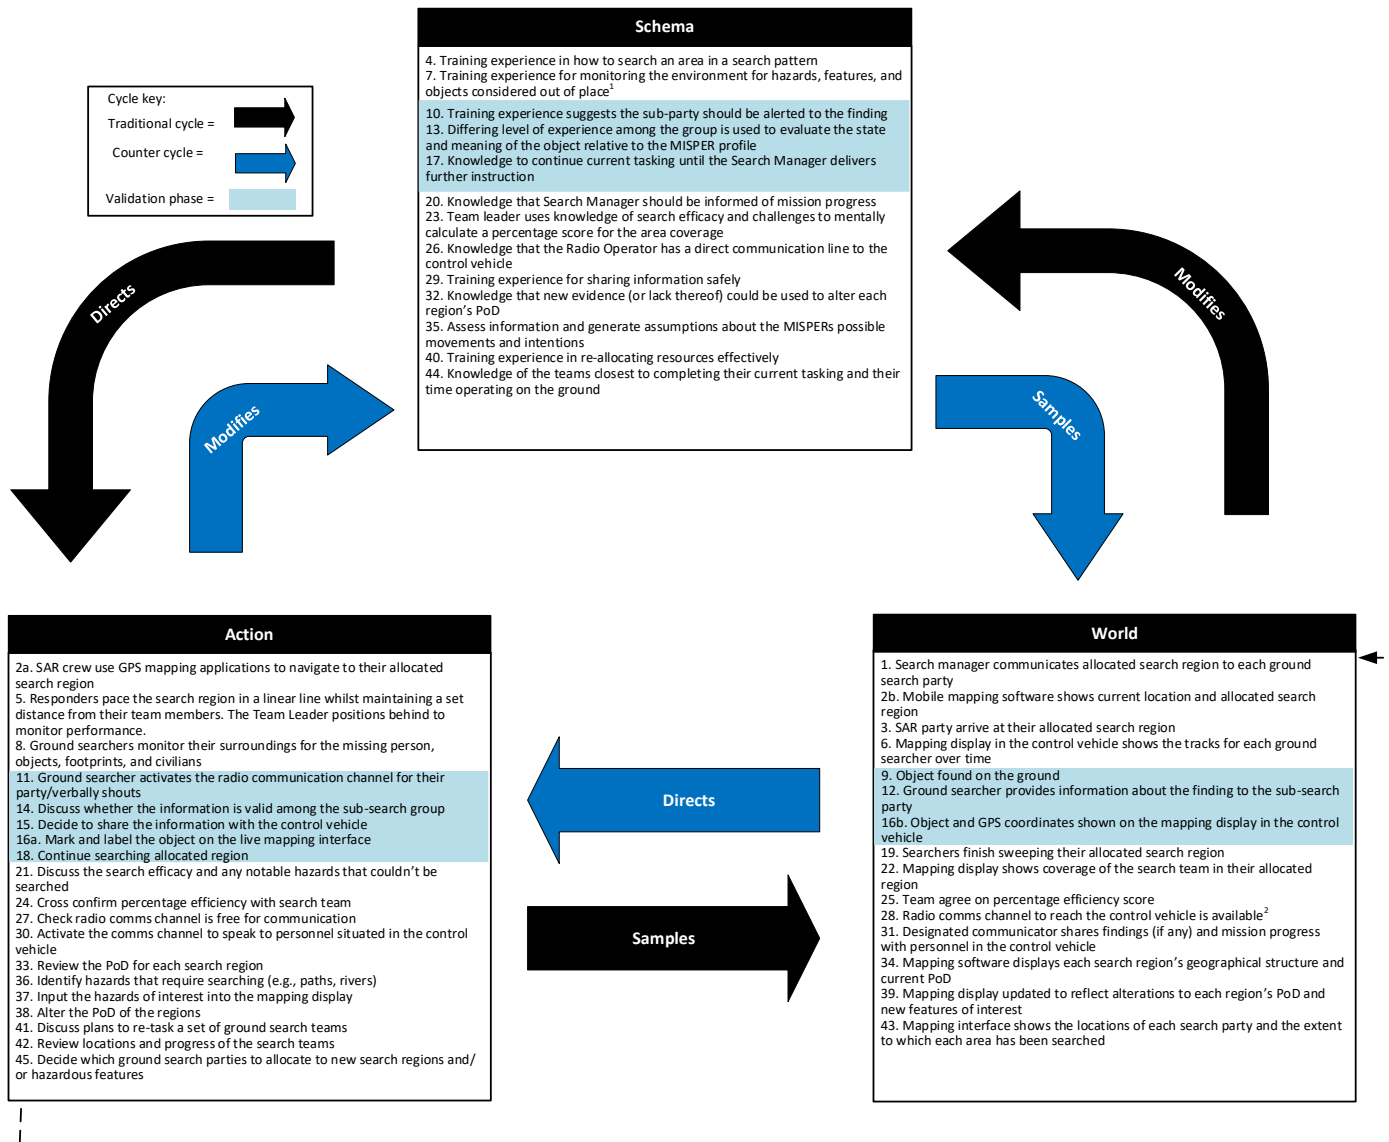 Schema
4. Training experience in how to search an area in a search pattern
7. Training experience for monitoring the environment for hazards, features, and
objects considered out of place1
10. Training experience suggests the sub-party should be alerted to the finding
13. Differing level of experience among the group is used to evaluate the state
and meaning of the object relative to the MISPER profile
17. Knowledge to continue current tasking until the Search Manager delivers
further instruction
20. Knowledge that Search Manager should be informed of mission progress
23. Team leader uses knowledge of search efficacy and challenges to mentally
calculate a percentage score for the area coverage
26. Knowledge that the Radio Operator has a direct communication line to the
control vehicle
29. Training experience for sharing information safely
32. Knowledge that new evidence (or lack thereof) could be used to alter each
region's PoD
35. Assess information and generate assumptions about the MISPERs possible
movements and intentions
40. Training experience in re-allocating resources effectively
44. Knowledge of the teams closest to completing their current tasking and their
time operating on the ground
Cycle key:
Traditional cycle =
Counter cycle =
Validation phase =
Directs
Modifies
Samples
Modifies
Action
2a. SAR crew use GPS mapping applications to navigate to their allocated
search region
5. Responders pace the search region in a linear line whilst maintaining a set
distance from their team members. The Team Leader positions behind to
monitor performance.
8. Ground searchers monitor their surroundings for the missing person,
objects, footprints, and civilians
11. Ground searcher activates the radio communication channel for their
party/verbally shouts
14. Discuss whether the information is valid among the sub-search group
15. Decide to share the information with the control vehicle
16a. Mark and label the object on the live mapping interface
18. Continue searching allocated region
21. Discuss the search efficacy and any notable hazards that couldn't be
searched
24. Cross confirm percentage efficiency with search team
27. Check radio comms channel is free for communication
30. Activate the comms channel to speak to personnel situated in the control
vehicle
33. Review the PoD for each search region
36. Identify hazards that require searching (e.g., paths, rivers)
37. Input the hazards of interest into the mapping display
38. Alter the PoD of the regions
41. Discuss plans to re-task a set of ground search teams
42. Review locations and progress of the search teams
45. Decide which ground search parties to allocate to new search regions and/
or hazardous features
Directs
Samples
World
1. Search manager communicates allocated search region to each ground
search party
2b. Mobile mapping software shows current location and allocated search
region
3. SAR party arrive at their allocated search region
6. Mapping display in the control vehicle shows the tracks for each ground
searcher over time
9. Object found on the ground
12. Ground searcher provides information about the finding to the sub-search
party
16b. Object and GPS coordinates shown on the mapping display in the control
vehicle
19. Searchers finish sweeping their allocated search region
22. Mapping display shows coverage of the search team in their allocated
region
25. Team agree on percentage efficiency score
28. Radio comms channel to reach the control vehicle is available2
31. Designated communicator shares findings (if any) and mission progress
with personnel in the control vehicle
34. Mapping software displays each search region's geographical structure and
current PoD
39. Mapping display updated to reflect alterations to each region's PoD and
new features of interest
43. Mapping interface shows the locations of each search party and the extent
to which each area has been searched